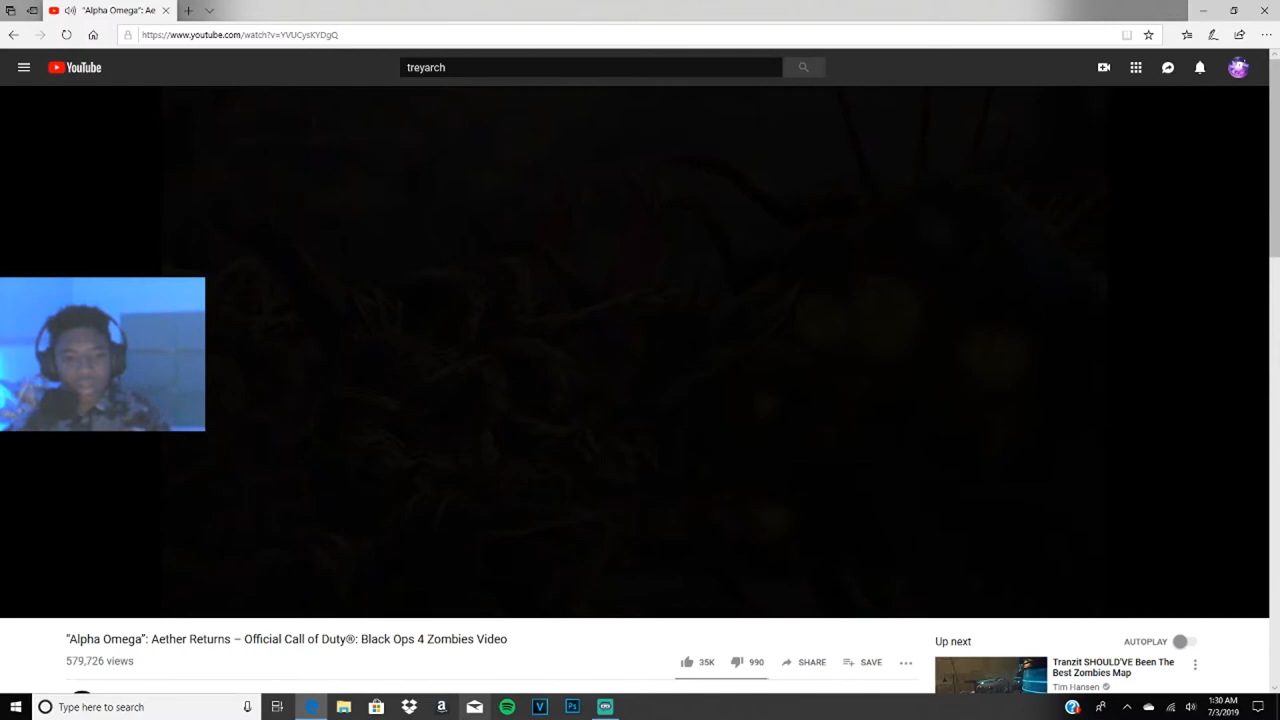 "Alpha Omega": Ae
https://www.youtube.com/watch?v=YVUCysKYDgQ
YouTube
treyarch
“Alpha Omega”: Aether Returns – Official Call of Duty®: Black Ops 4 Zombies Video
579,726 views
35K
990
SHARE
SAVE
Up next
AUTOPLAY
Tranzit SHOULD'VE Been The
Best Zombies Map
Tim Hansen
Type here to search
1:30 AM
7/3/2019